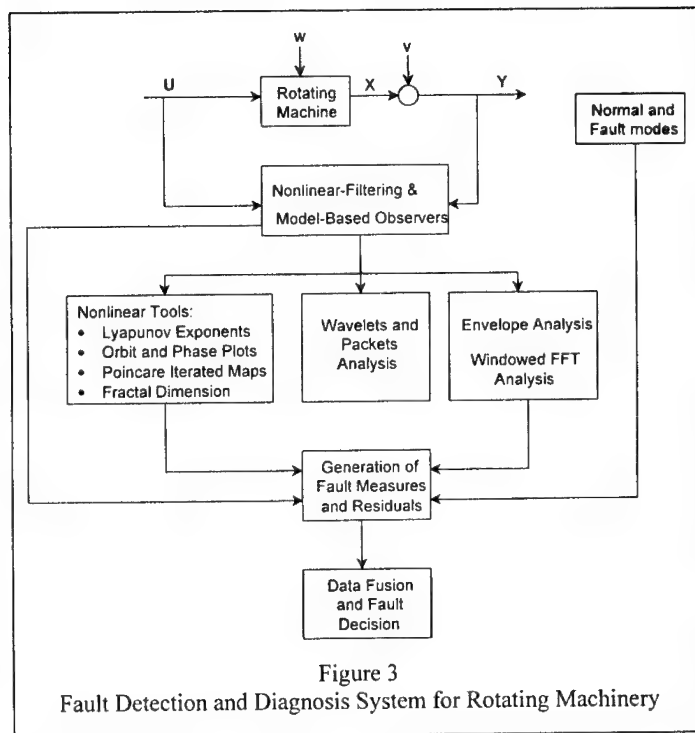 w
v
U
Rotating
Machine
X
Y
Normal and
Fault modes
Nonlinear-Filtering &
Model-Based Observers
Nonlinear Tools:
• Lyapunov Exponents
• Orbit and Phase Plots
• Poincare Iterated Maps
• Fractal Dimension
Wavelets and
Packets
Analysis
Envelope Analysis
Windowed FFT
Analysis
Generation of
Fault Measures
and Residuals
Data Fusion
and Fault
Decision
Figure 3
Fault Detection and Diagnosis System for Rotating Machinery